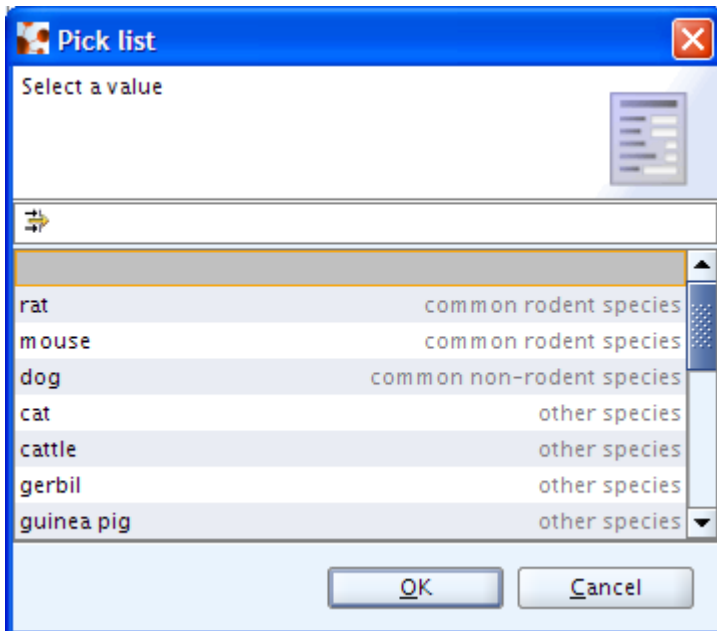 Pick list
Select a value
rat common rodent species
mouse common rodent species
dog common non-rodent species
cat other species
cattle other species
gerbil other species
guinea pig other species
OK Cancel